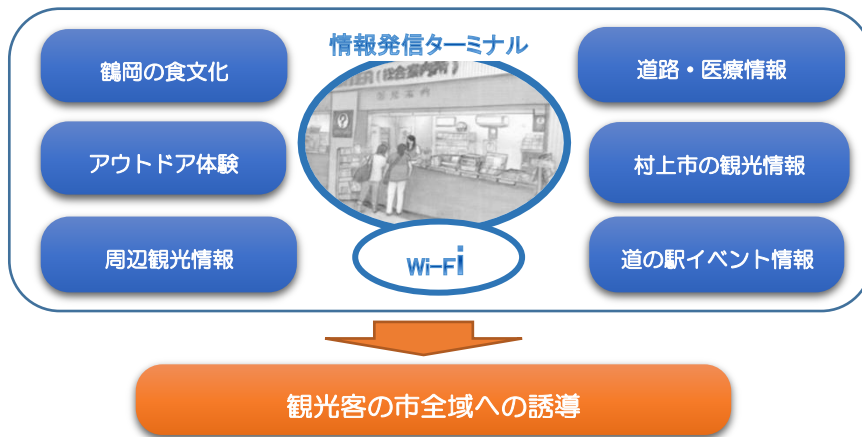 情報発信ターミナル
鶴岡の食文化
アウトドア体験
周辺観光情報
Wi-Fi
道路・医療情報
村上市の観光情報
道の駅イベント情報
観光客の市全域への誘導